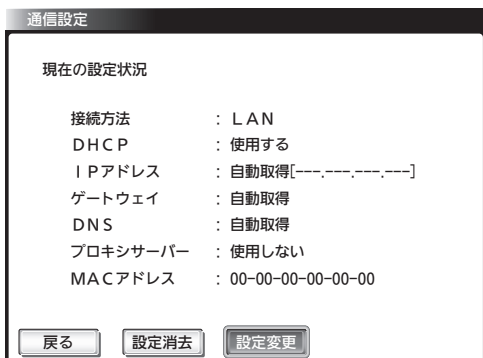 通信設定
現在の設定状況
接続方法 : LAN
DHCP : 使用する
IPアドレス : 自動取得[---.---.---.---]
ゲートウェイ : 自動取得
DNS : 自動取得
プロキシサーバー : 使用しない
MACアドレス : 00-00-00-00-00-00
戻る 設定消去 設定変更